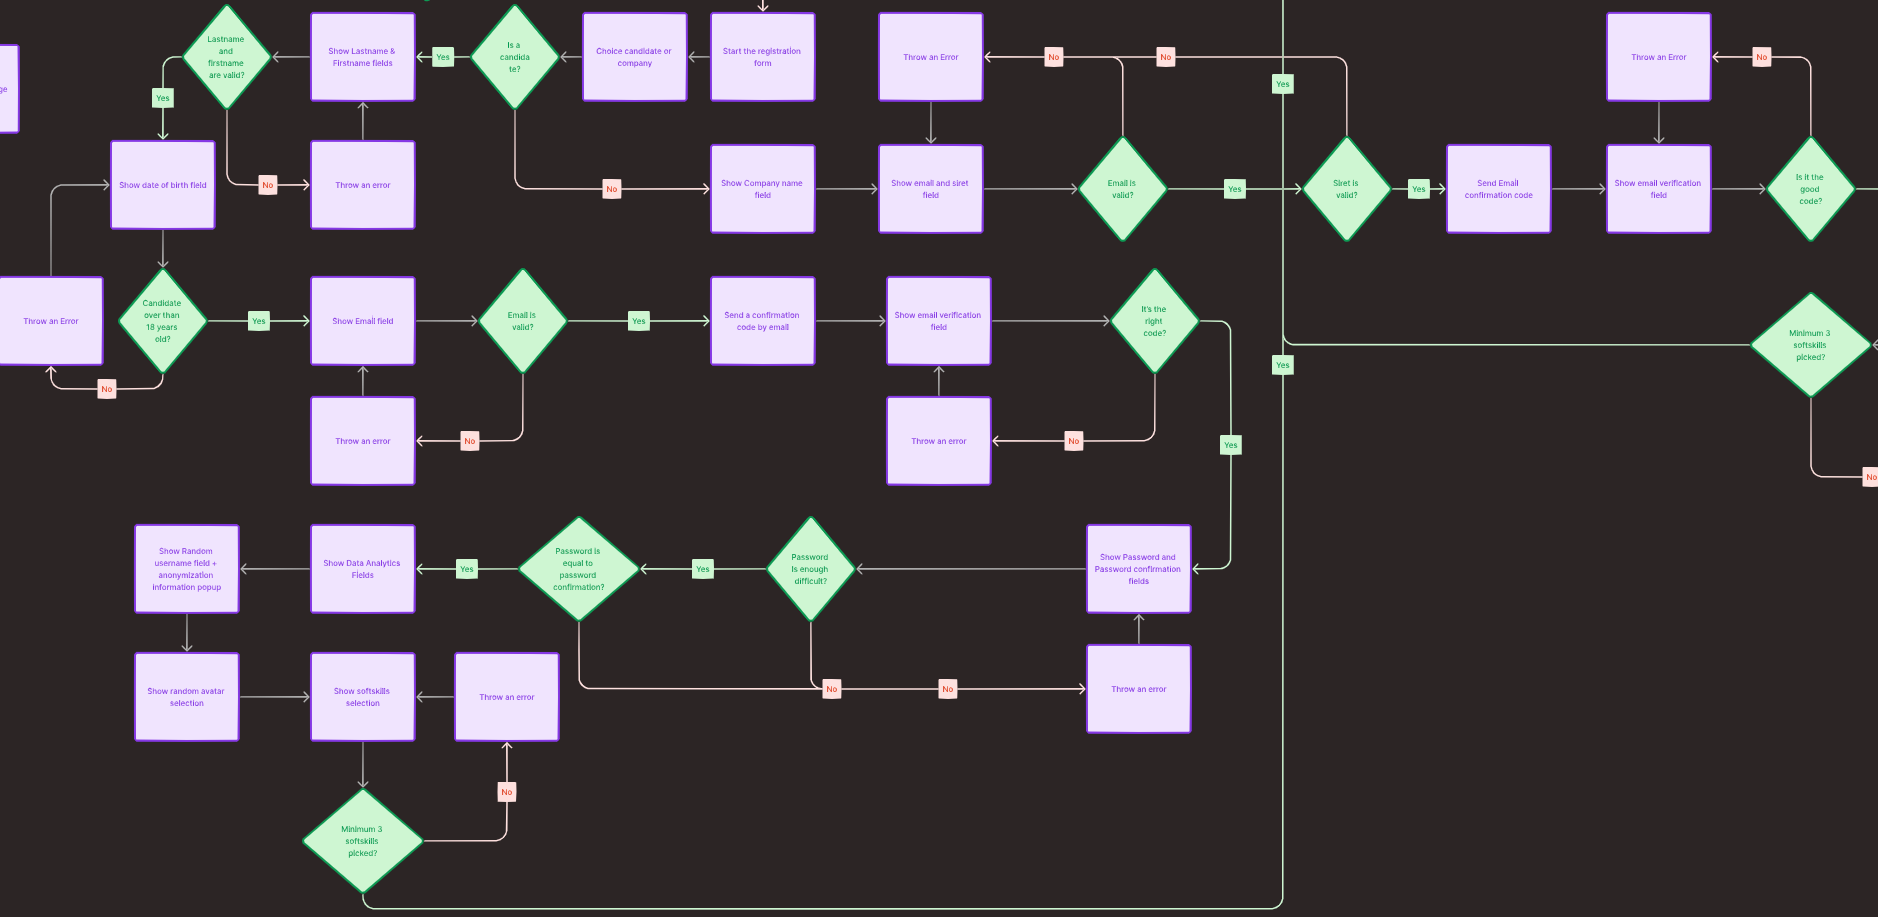 Lastname
and
firstname
are valid?
Show Lastname &
Firstname fields
Yes
Is a
candida
te?
Choice candidate or
company
Start the registration
form
Throw an Error
No
No
Yes
Throw an Error
No
ge
Yes
Show date of birth field
No
Throw an error
No
Show Company name
field
Show email and siret
field
Email is
valid?
Yes
Siret is
valid?
Yes
Send Email
confirmation code
Show email verification
field
Is it the
good
code?
Throw an Error
Candidate
over than
18 years
old?
Yes
Show Email field
Email is
valid?
Yes
Send a confirmation
code by email
Show email verification
field
It's the
right
code?
Minimum 3
softskills
picked?
Yes
No
Throw an error
No
Throw an error
No
Yes
No
Show Random
username field +
anonymization
information popup
Show Data Analytics
Fields
Yes
Password is
equal to
password
confirmation?
Yes
Password
Is enough
difficult?
Show Password and
Password confirmation
fields
Show random avatar
selection
Show softskills
selection
Throw an error
No
No
Throw an error
No
Minimum 3
softskills
picked?